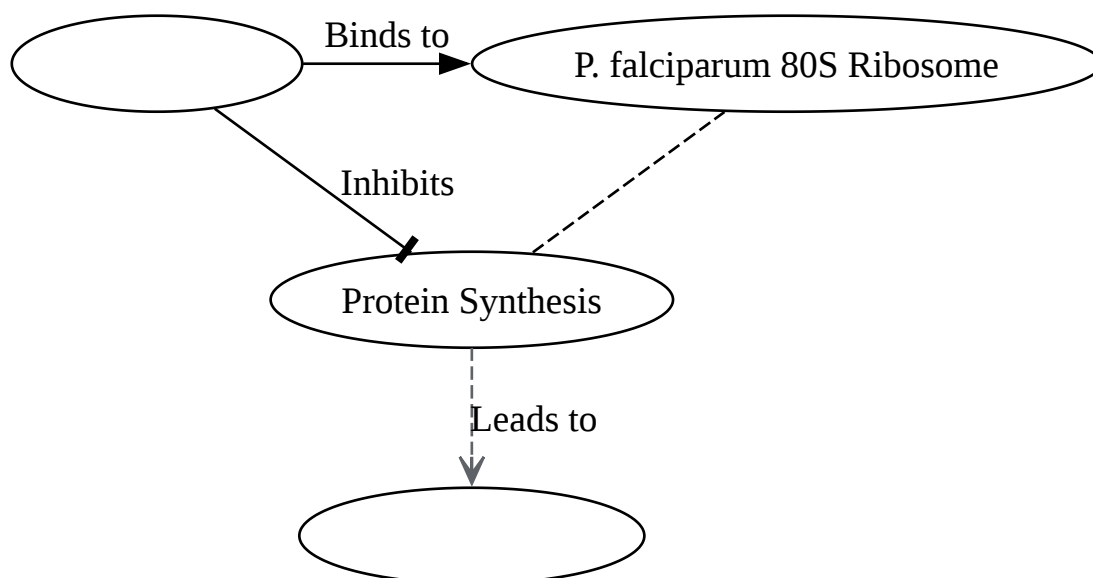 Binds to
P. falciparum 80S Ribosome
Inhibits
Protein Synthesis
Leads to